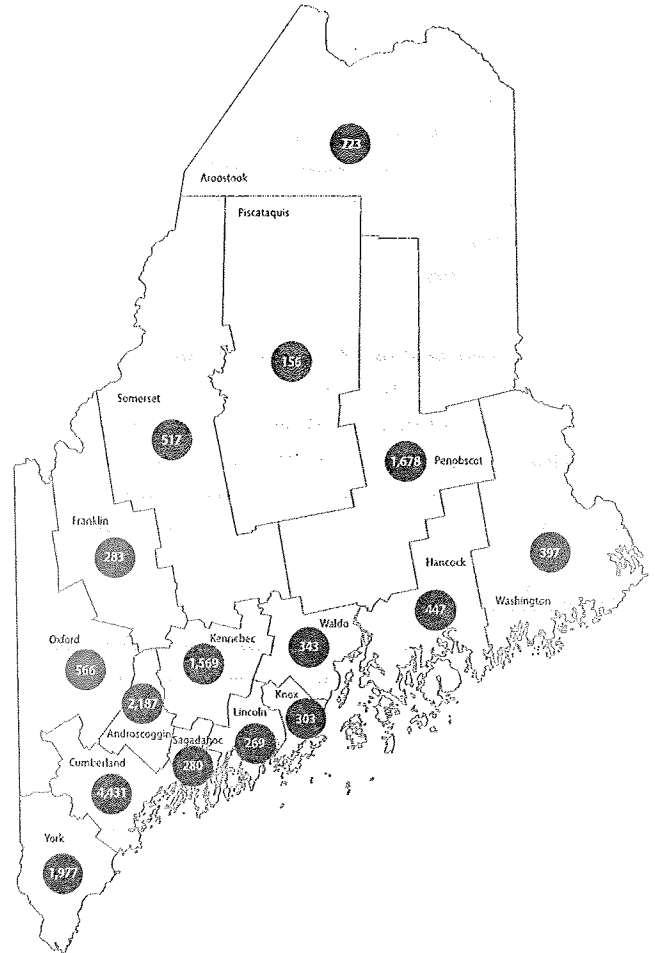 723
Aroostook
Piscataquis
156
Somerset
517
1,678
Penobscot
Franklin
283
397
Hancock
447
Washington
Oxford
566
Kennebec
1,569
Waldo
343
2,187
Knox
303
Lincoln
269
Androscoggin
Sagadahoc
280
Cumberland
4,431
York
1,977